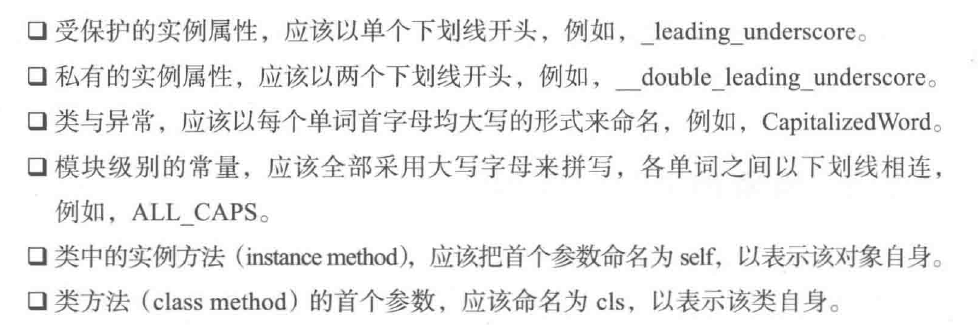 ❑ 受保护的实例属性，应该以单个下划线开头，例如，_leading_underscore。
❑ 私有的实例属性，应该以两个下划线开头，例如，__double_leading_underscore。
❑ 类与异常，应该以每个单词首字母均大写的形式来命名，例如，CapitalizedWord。
❑ 模块级别的常量，应该全部采用大写字母来拼写，各单词之间以下划线相连，
例如，ALL_CAPS。
❑ 类中的实例方法（instance method），应该把首个参数命名为 self，以表示该对象自身。
❑ 类方法（class method）的首个参数，应该命名为 cls，以表示该类自身。